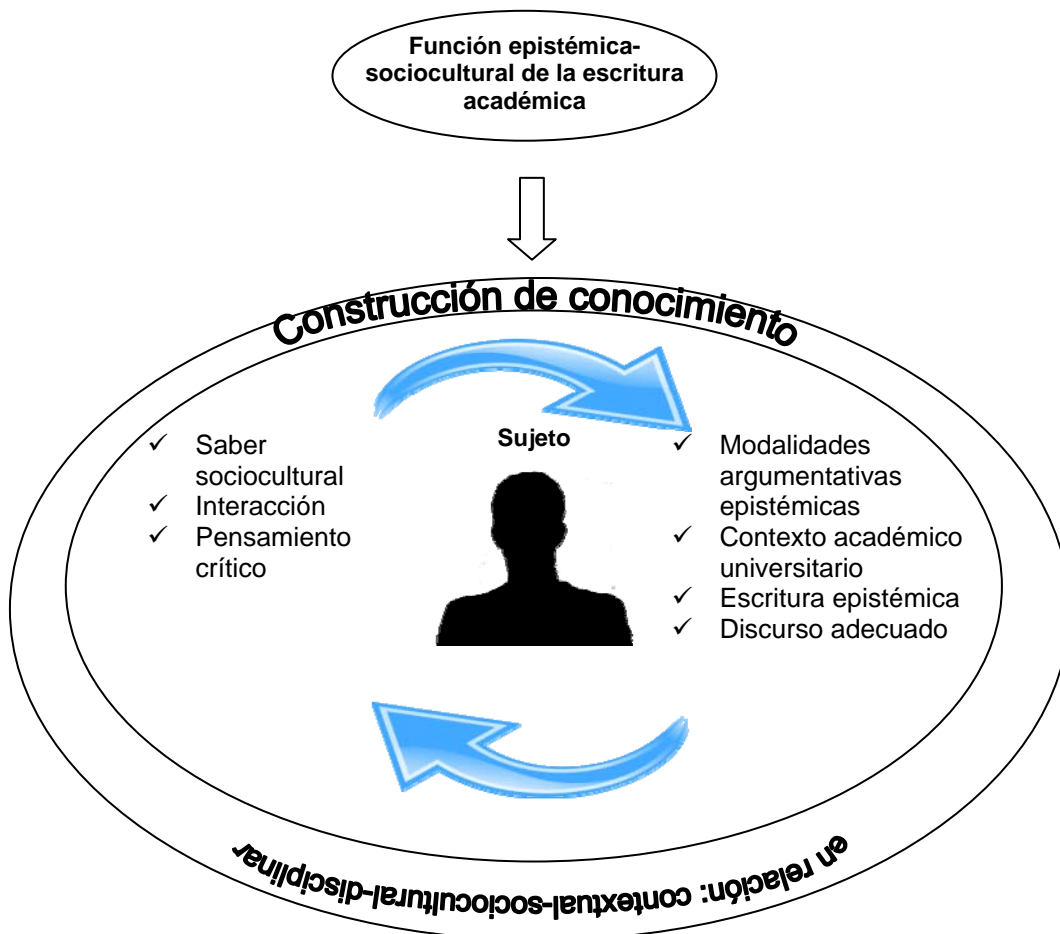 Función epistémica-
sociocultural de la escritura
académica
Construcción de conocimiento
Sujeto
✓ Saber
sociocultural
✓ Interacción
✓ Pensamiento
crítico
✓ Modalidades
argumentativas
epistémicas
✓ Contexto académico
universitario
✓ Escritura epistémica
✓ Discurso adecuado
en relación: contextual-sociocultural-disciplinar